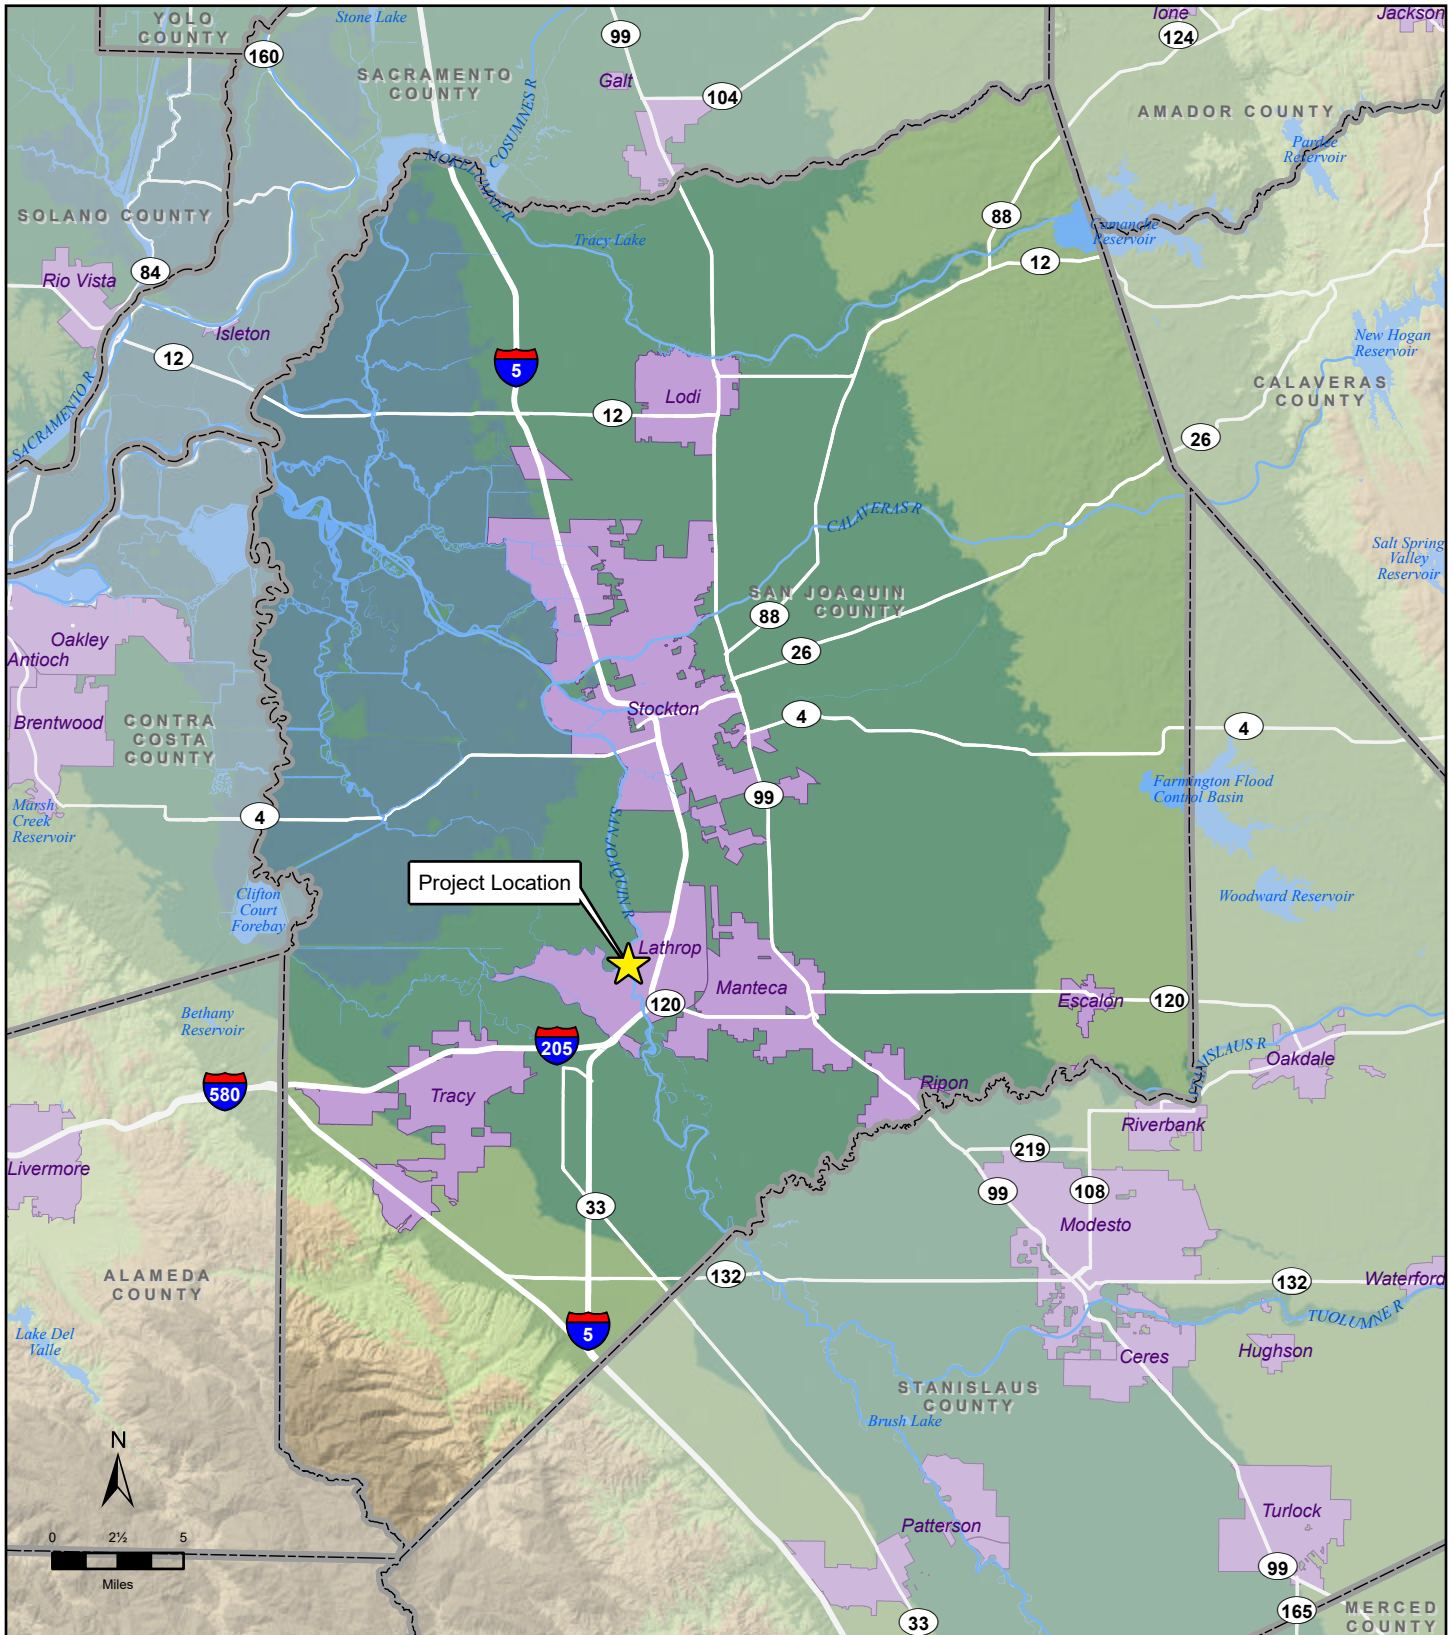 YOLO
COUNTY
Stone Lake
99
Ione
Jackson
160
124
SACRAMENTO
COUNTY
Galt
104
COSUMNES R
AMADOR COUNTY
Pardee
Reservoir
MOKELUMNE R
SOLANO COUNTY
88
Camanche
Reservoir
Tracy Lake
12
Rio Vista
84
Isleton
12
New Hogan
Reservoir
5
CALAVERAS
COUNTY
Lodi
12
SACRAMENTO R
26
CALAVERAS R
Salt Spring
Valley
Reservoir
SAN JOAQUIN
COUNTY
88
Oakley
Antioch
26
Brentwood
CONTRA
COSTA
COUNTY
Stockton
4
4
Farmington Flood
Control Basin
99
Marsh
Creek
Reservoir
4
SAN JOAQUIN R
Project Location
Clifton
Court
Forebay
Woodward Reservoir
Lathrop
Manteca
120
Escalon
120
Bethany
Reservoir
205
STANISLAUS R
Oakdale
580
Tracy
Ripon
Riverbank
Livermore
219
99
108
33
Modesto
ALAMEDA
COUNTY
132
132
Waterford
TUOLUMNE R
Lake Del
Valle
5
Ceres
Hughson
STANISLAUS
COUNTY
Brush Lake
N
Turlock
Patterson
0 2½ 5
Miles
99
33
165
MERCED
COUNTY